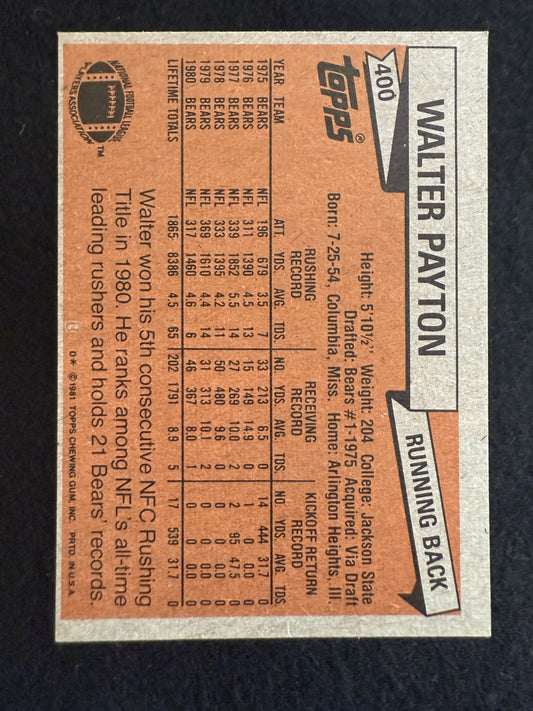 400
WALTER PAYTON
RUNNING BACK
TOPPS®
Height: 5'10½" Weight: 204 College: Jackson State
Drafted: Bears #1-1975 Acquired: Via Draft
Born: 7-25-54, Columbia, Miss. Home: Arlington Heights, Ill.
RUSHING RECORD RECEIVING RECORD KICKOFF RETURN RECORD
YEAR TEAM ATT. YDS. AVG. TDS. NO. YDS. AVG. TDS. NO. YDS. AVG. TDS.
1975 BEARS NFL 196 679 3.5 7 33 213 6.5 0 14 444 31.7 0
1976 BEARS NFL 311 1390 4.5 13 15 149 14.9 0 1 0 0.0 0
1977 BEARS NFL 339 1852 5.5 14 27 269 10.0 2 2 95 47.5 0
1978 BEARS NFL 333 1395 4.2 11 50 480 9.6 0 0 0 0.0 0
1979 BEARS NFL 369 1610 4.4 14 31 313 10.1 2 0 0 0.0 0
1980 BEARS NFL 317 1460 4.6 6 46 367 8.0 1 0 0 0.0 0
LIFETIME TOTALS 1865 8386 4.5 65 202 1791 8.9 5 17 539 31.7 0
NATIONAL FOOTBALL LEAGUE
PLAYERS ASSOCIATION
TM
Walter won his 5th consecutive NFC Rushing
Title in 1980. He ranks among NFL's all-time
leading rushers and holds 21 Bears' records.
D* ©1981 TOPPS CHEWING GUM, INC. PRTD. IN U.S.A.